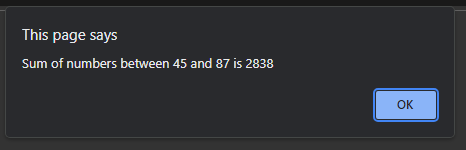 This page says
Sum of numbers between 45 and 87 is 2838
OK